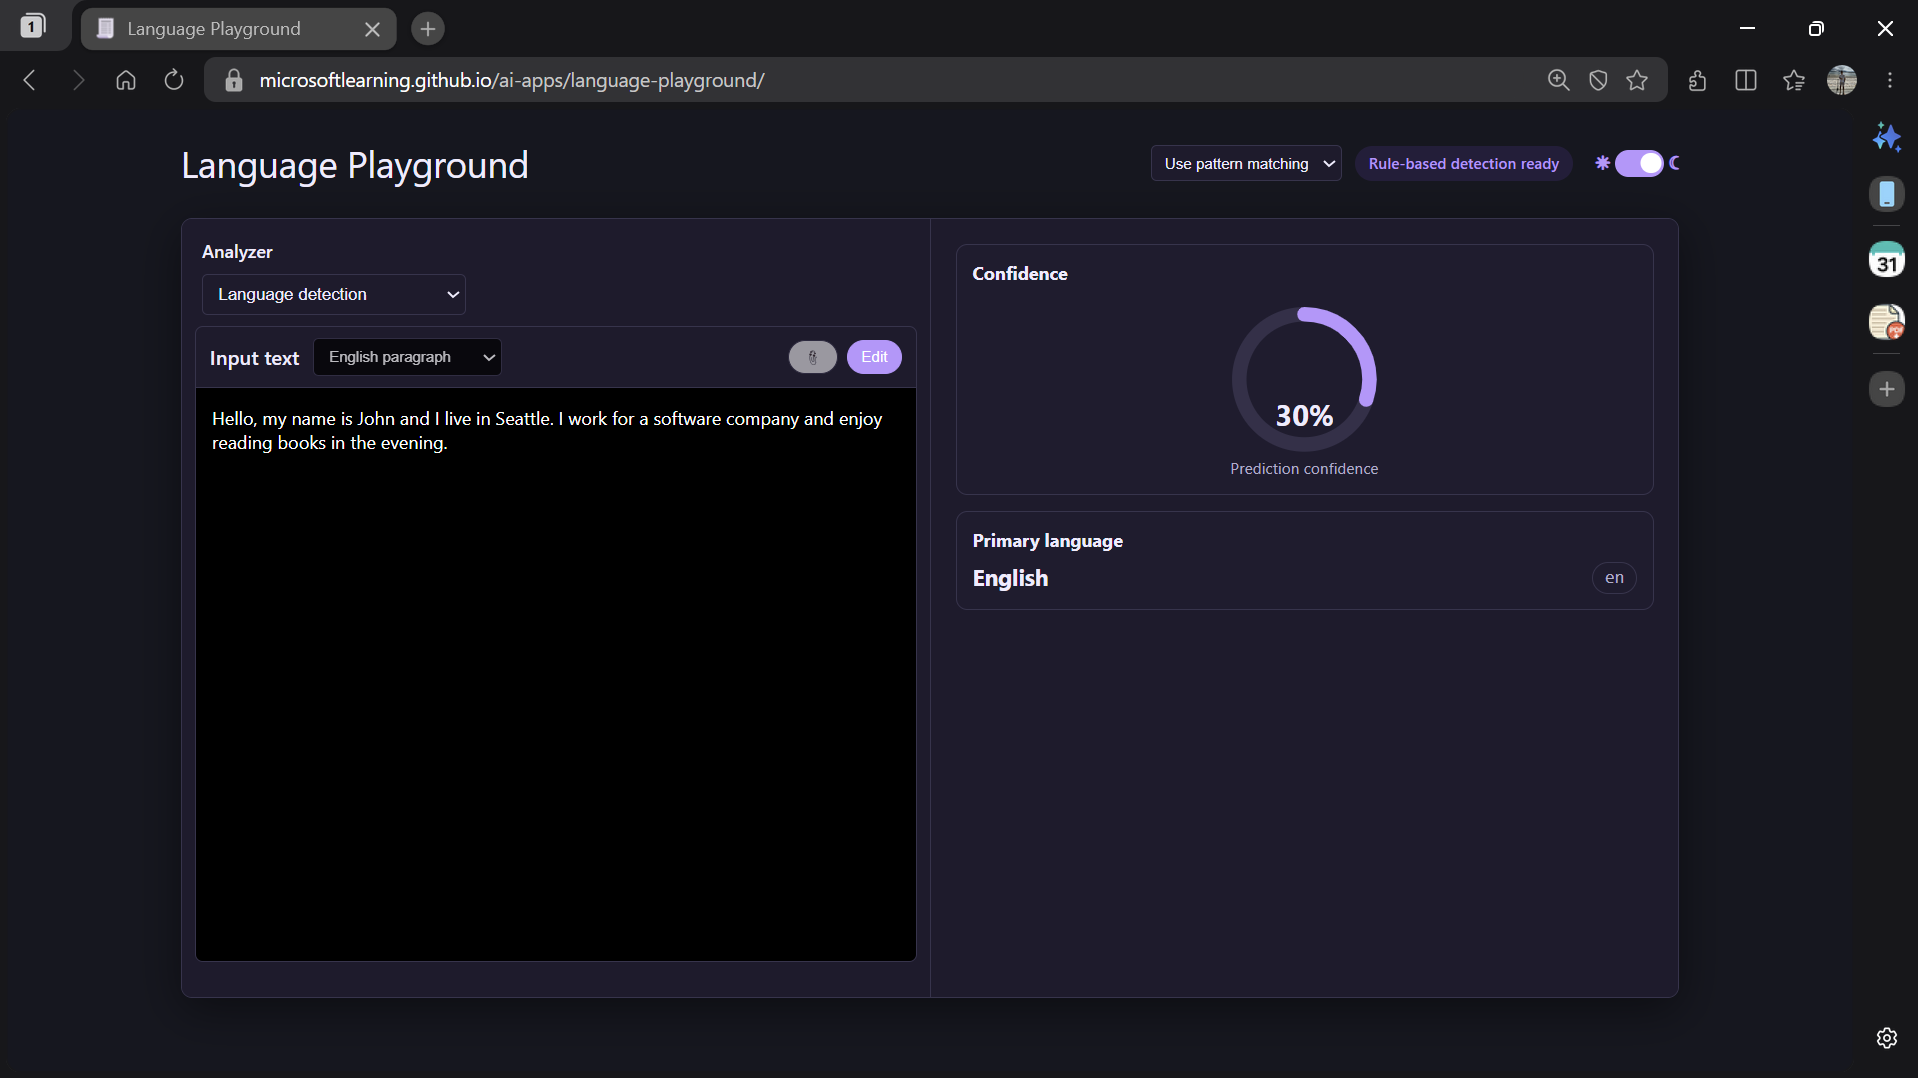 1
Language Playground
microsoftlearning.github.io/ai-apps/language-playground/
Language Playground
Use pattern matching
Rule-based detection ready
Analyzer
Language detection
Input text
English paragraph
Edit
Hello, my name is John and I live in Seattle. I work for a software company and enjoy
reading books in the evening.
Confidence
30%
Prediction confidence
Primary language
English
en
31
PDF